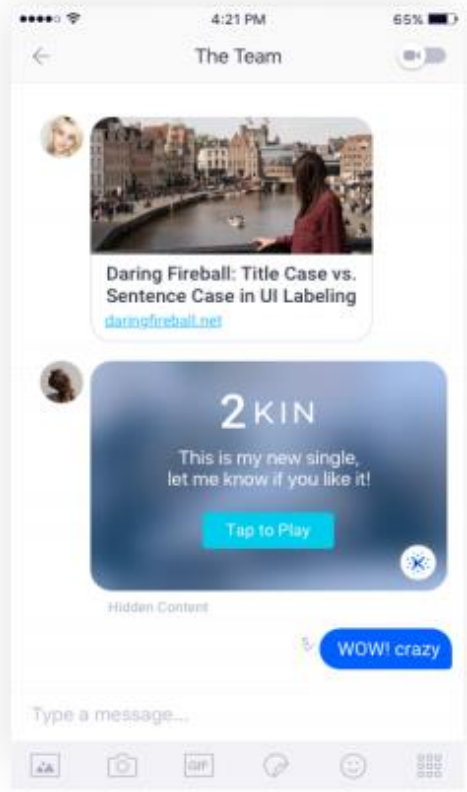 4:21 PM
65%
The Team
Daring Fireball: Title Case vs.
Sentence Case in UI Labeling
daringfireball.net
2 KIN
This is my new single,
let me know if you like it!
Tap to Play
Hidden Content
WOW! crazy
Type a message...
GIF